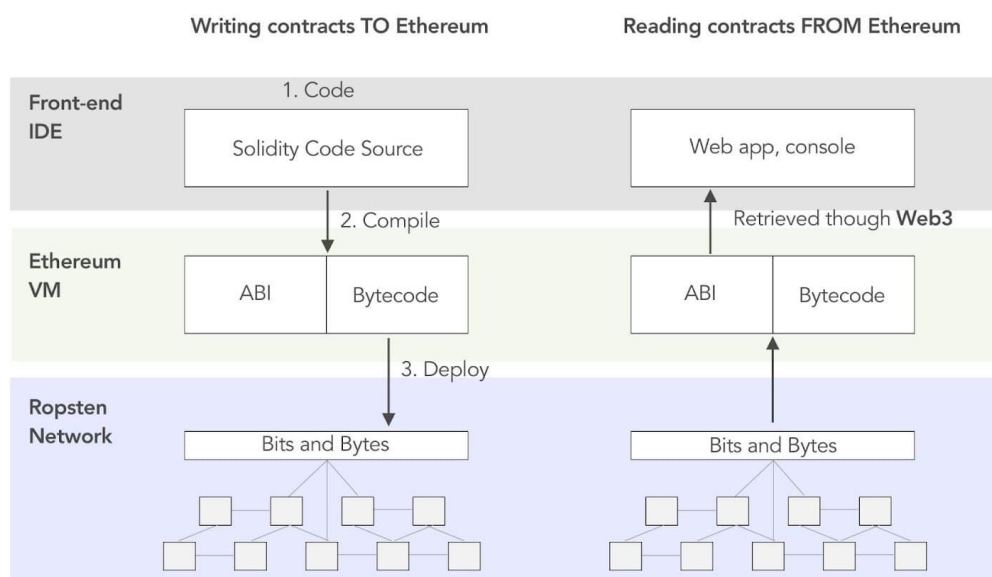 Writing contracts TO Ethereum
Reading contracts FROM Ethereum
Front-end
IDE
1. Code
Solidity Code Source
Web app, console
2. Compile
Retrieved though Web3
Ethereum
VM
ABI
Bytecode
ABI
Bytecode
3. Deploy
Ropsten
Network
Bits and Bytes
Bits and Bytes